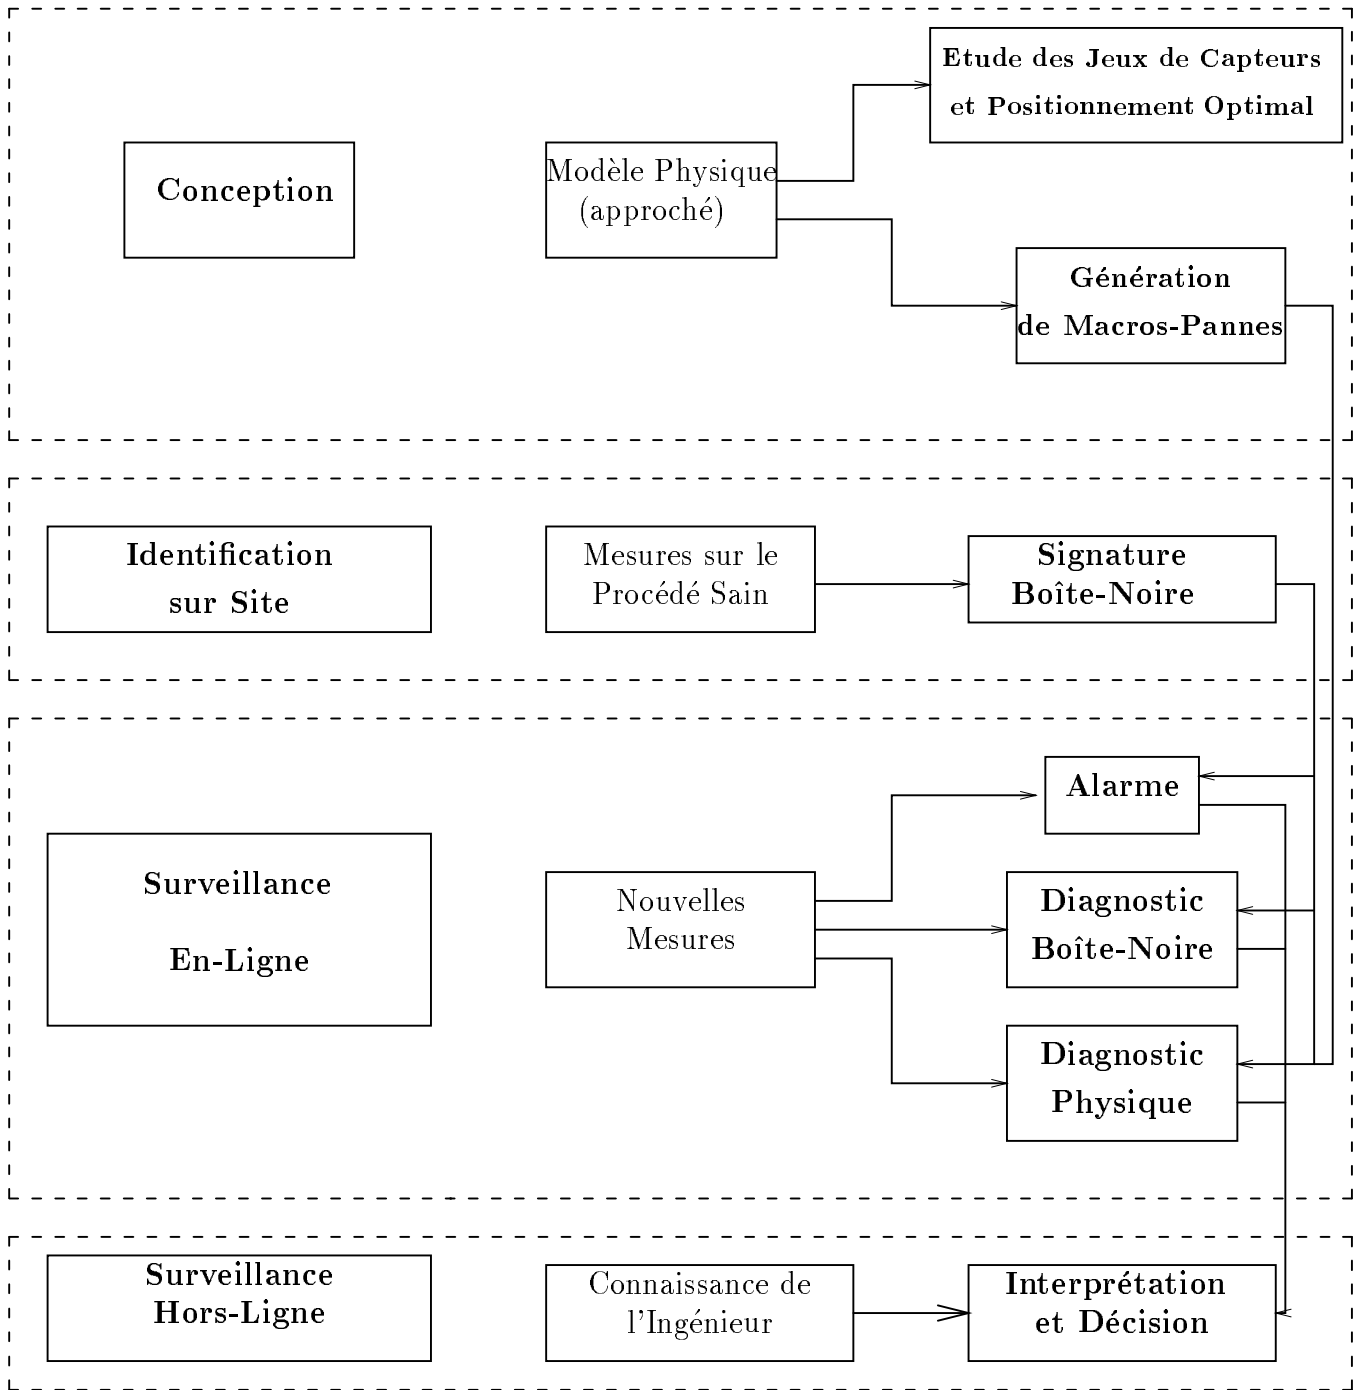 Etude des Jeux de Capteurs
et Positionnement Optimal
Conception
Modèle Physique
(approché)
Génération
de Macros-Pannes
Identification
sur Site
Mesures sur le
Procédé Sain
Signature
Boîte-Noire
Surveillance
En-Ligne
Nouvelles
Mesures
Alarme
Diagnostic
Boîte-Noire
Diagnostic
Physique
Surveillance
Hors-Ligne
Connaissance de
l'Ingénieur
Interprétation
et Décision